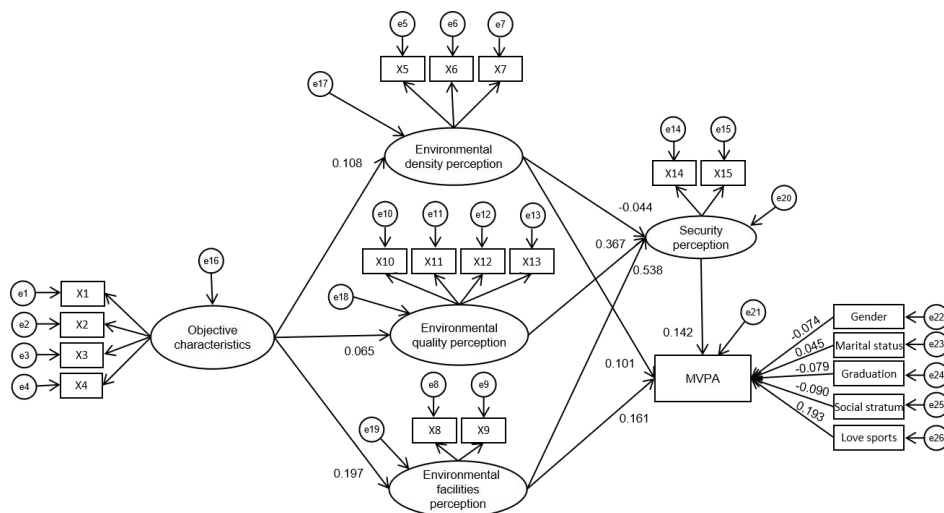 e5
e6
e7
X5
X6
X7
e17
Environmental
density perception
0.108
e14
e15
X14
X15
e20
Security
perception
-0.044
0.367
0.538
e10
e11
e12
e13
X10
X11
X12
X13
e18
Environmental
quality perception
0.065
e16
Objective
characteristics
e1
X1
e2
X2
e3
X3
e4
X4
e21
0.142
MVPA
0.101
0.161
-0.074
0.045
-0.079
-0.090
0.193
Gender
e22
Marital status
e23
Graduation
e24
Social stratum
e25
Love sports
e26
e8
e9
X8
X9
e19
0.197
Environmental
facilities
perception